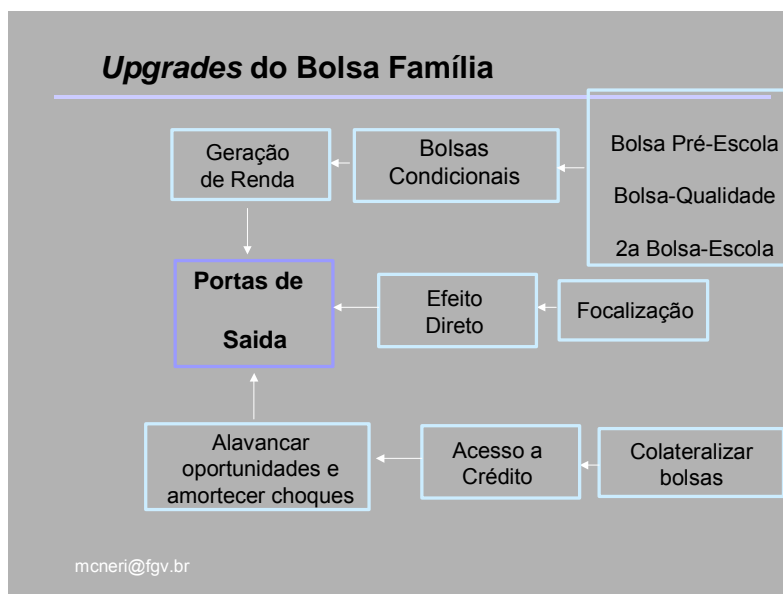 Upgrades do Bolsa Família
Geração
de Renda
Bolsas
Condicionais
Bolsa Pré-Escola
Bolsa-Qualidade
2a Bolsa-Escola
Portas de
Saida
Efeito
Direto
Focalização
Alavancar
oportunidades e
amortecer choques
Acesso a
Crédito
Colateralizar
bolsas
mcneri@fgv.br